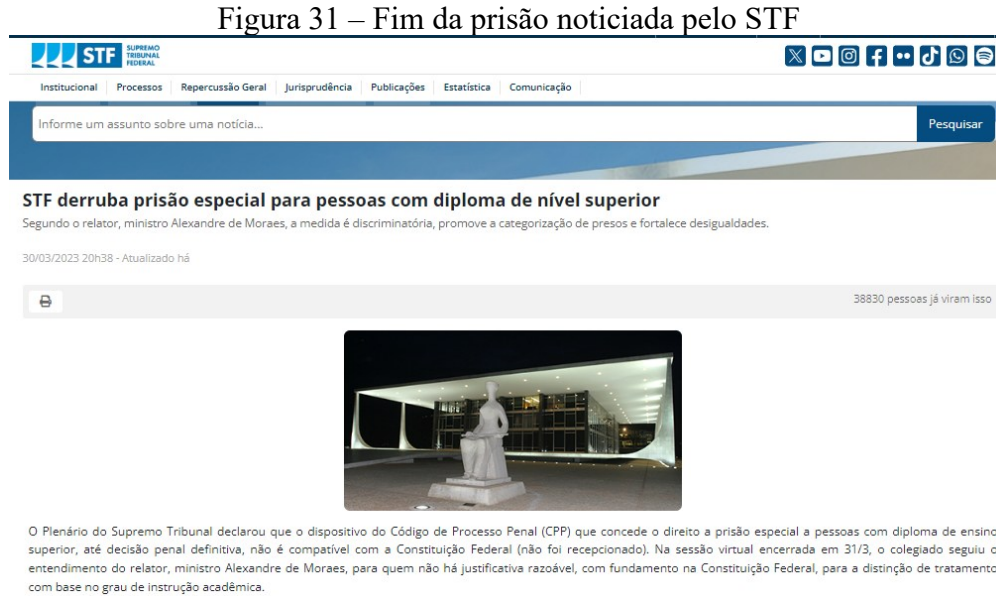 Figura 31 – Fim da prisão noticiada pelo STF
STF SUPREMO
TRIBUNAL
FEDERAL
Institucional Processos Repercussão Geral Jurisprudência Publicações Estatística Comunicação
Informe um assunto sobre uma notícia... Pesquisar
STF derruba prisão especial para pessoas com diploma de nível superior
Segundo o relator, ministro Alexandre de Moraes, a medida é discriminatória, promove a categorização de presos e fortalece desigualdades.
30/03/2023 20h38 - Atualizado há
38830 pessoas já viram isso
O Plenário do Supremo Tribunal declarou que o dispositivo do Código de Processo Penal (CPP) que concede o direito a prisão especial a pessoas com diploma de ensino
superior, até decisão penal definitiva, não é compatível com a Constituição Federal (não foi recepcionado). Na sessão virtual encerrada em 31/3, o colegiado seguiu o
entendimento do relator, ministro Alexandre de Moraes, para quem não há justificativa razoável, com fundamento na Constituição Federal, para a distinção de tratamento
com base no grau de instrução acadêmica.